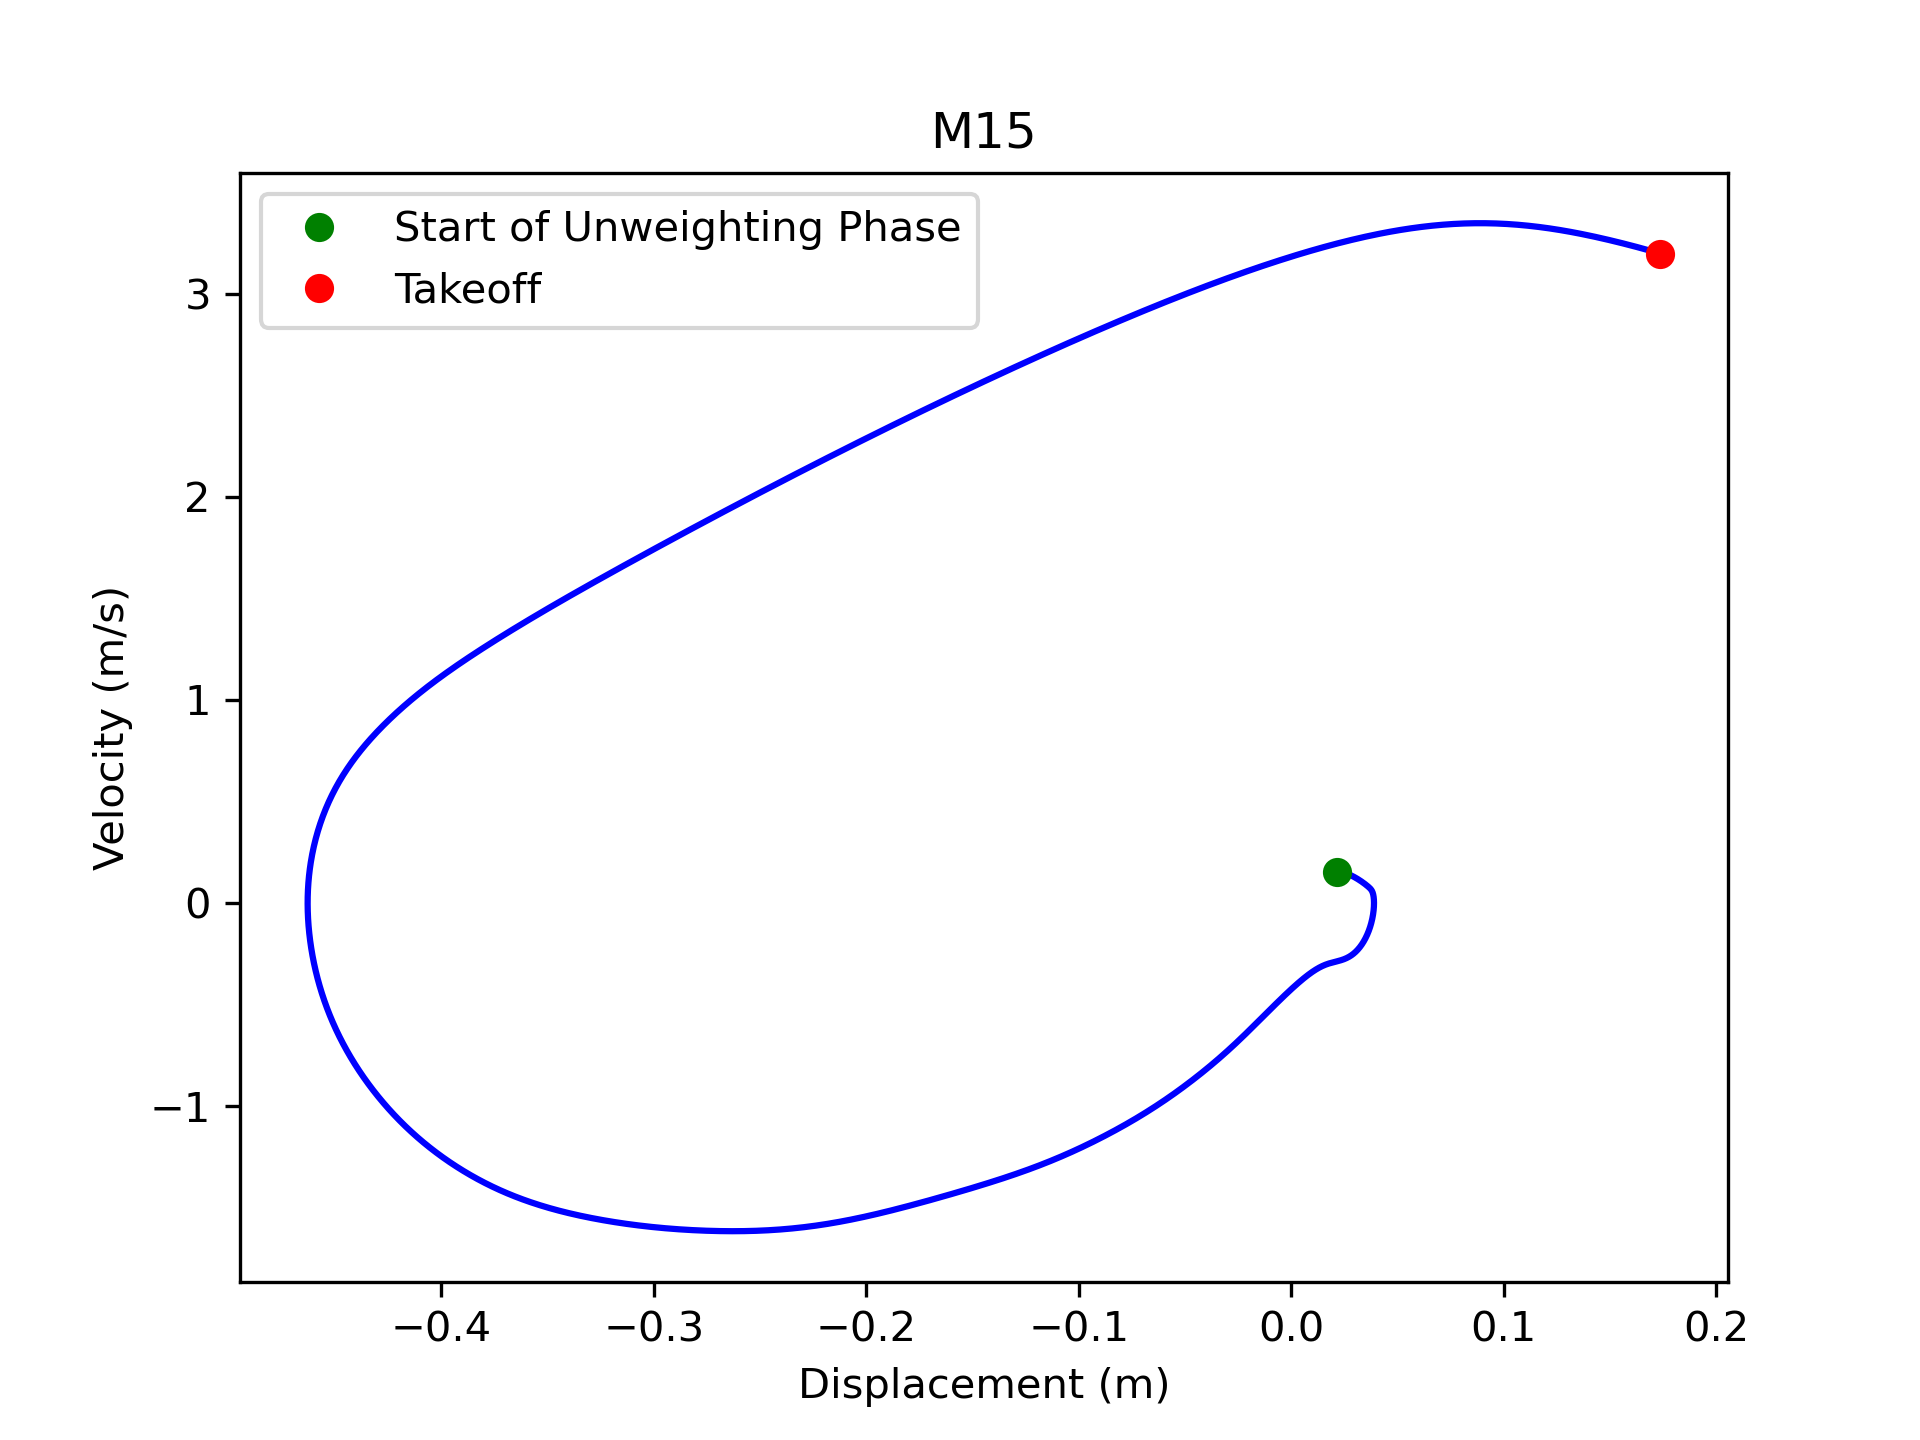 M15
Start of Unweighting Phase
Takeoff
3
2
1
0
−1
Velocity (m/s)
−0.4 −0.3 −0.2 −0.1 0.0 0.1 0.2
Displacement (m)